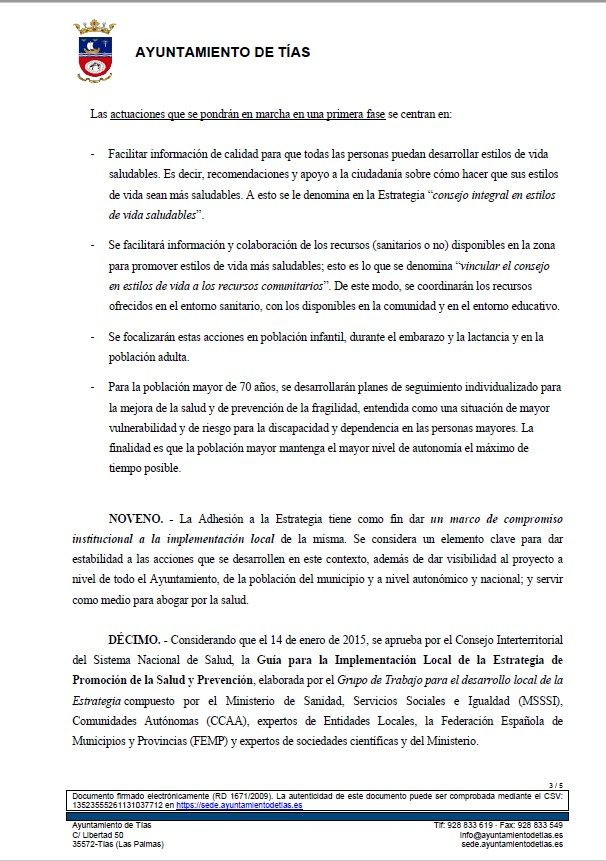 AYUNTAMIENTO DE TÍAS
Las actuaciones que se pondrán en marcha en una primera fase se centran en:
- Facilitar información de calidad para que todas las personas puedan desarrollar estilos de vida
saludables. Es decir, recomendaciones y apoyo a la ciudadanía sobre cómo hacer que sus estilos
de vida sean más saludables. A esto se le denomina en la Estrategia “consejo integral en estilos
de vida saludables”.
- Se facilitará información y colaboración de los recursos (sanitarios o no) disponibles en la zona
para promover estilos de vida más saludables; esto es lo que se denomina “vincular el consejo
en estilos de vida a los recursos comunitarios”. De este modo, se coordinarán los recursos
ofrecidos en el entorno sanitario, con los disponibles en la comunidad y en el entorno educativo.
- Se focalizarán estas acciones en población infantil, durante el embarazo y la lactancia y en la
población adulta.
- Para la población mayor de 70 años, se desarrollarán planes de seguimiento individualizado para
la mejora de la salud y de prevención de la fragilidad, entendida como una situación de mayor
vulnerabilidad y de riesgo para la discapacidad y dependencia en las personas mayores. La
finalidad es que la población mayor mantenga el mayor nivel de autonomía el máximo de
tiempo posible.
NOVENO. - La Adhesión a la Estrategia tiene como fin dar un marco de compromiso
institucional a la implementación local de la misma. Se considera un elemento clave para dar
estabilidad a las acciones que se desarrollen en este contexto, además de dar visibilidad al proyecto a
nivel de todo el Ayuntamiento, de la población del municipio y a nivel autonómico y nacional; y servir
como medio para abogar por la salud.
DÉCIMO. - Considerando que el 14 de enero de 2015, se aprueba por el Consejo Interterritorial
del Sistema Nacional de Salud, la Guía para la Implementación Local de la Estrategia de
Promoción de la Salud y Prevención, elaborada por el Grupo de Trabajo para el desarrollo local de la
Estrategia compuesto por el Ministerio de Sanidad, Servicios Sociales e Igualdad (MSSSI),
Comunidades Autónomas (CCAA), expertos de Entidades Locales, la Federación Española de
Municipios y Provincias (FEMP) y expertos de sociedades científicas y del Ministerio.
3 / 5
Documento firmado electrónicamente (RD 1671/2009). La autenticidad de este documento puede ser comprobada mediante el CSV:
13523555261131037712 en https://sede.ayuntamientodetias.es
Ayuntamiento de Tías Tlf: 928 833 619 - Fax: 928 833 549
C/ Libertad 50 info@ayuntamientodetias.es
35572-Tías (Las Palmas) sede.ayuntamientodetias.es